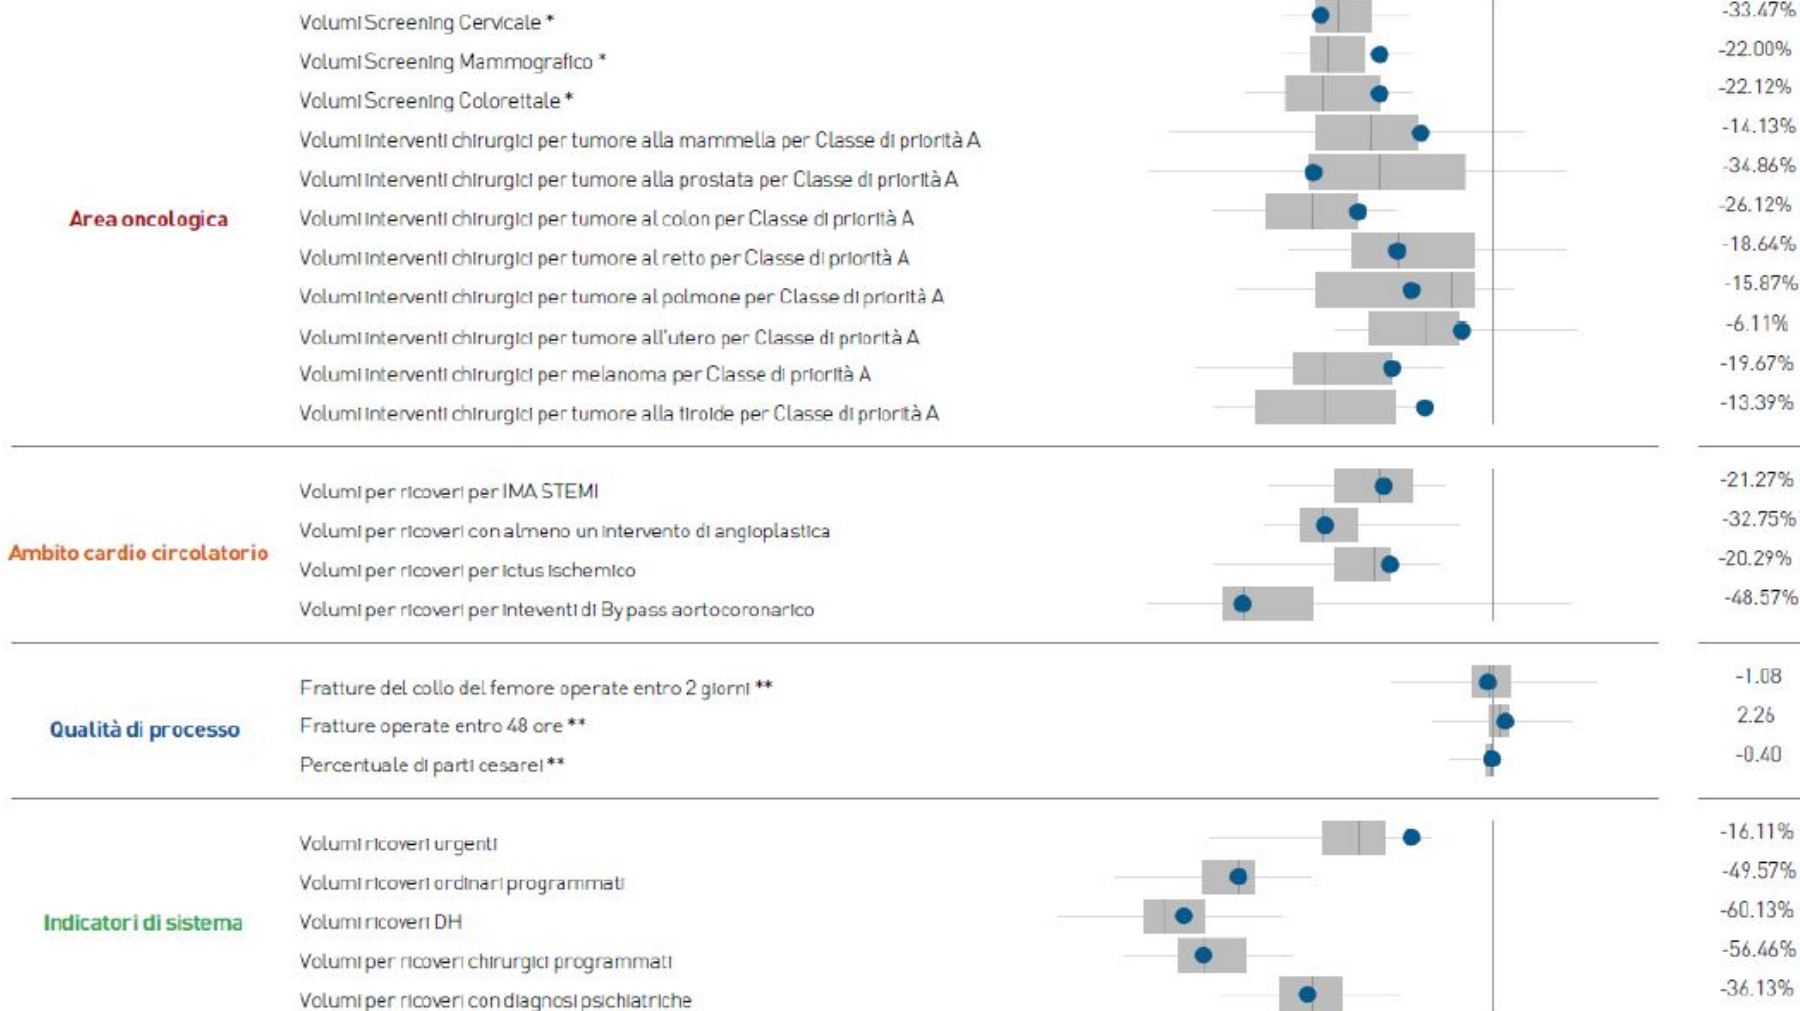 Volumi Screening Cervicale * -33.47%
Volumi Screening Mammografico * -22.00%
Volumi Screening Colorettale * -22.12%
Volumi interventi chirurgici per tumore alla mammella per Classe di priorità A -14.13%
Volumi interventi chirurgici per tumore alla prostata per Classe di priorità A -34.86%
Area oncologica Volumi interventi chirurgici per tumore al colon per Classe di priorità A -26.12%
Volumi interventi chirurgici per tumore al retto per Classe di priorità A -18.64%
Volumi interventi chirurgici per tumore al polmone per Classe di priorità A -15.87%
Volumi interventi chirurgici per tumore all'utero per Classe di priorità A -6.11%
Volumi interventi chirurgici per melanoma per Classe di priorità A -19.67%
Volumi interventi chirurgici per tumore alla tiroide per Classe di priorità A -13.39%
Volumi per ricoveri per IMA STEMI -21.27%
Volumi per ricoveri con almeno un intervento di angioplastica -32.75%
Ambito cardio circolatorio
Volumi per ricoveri per ictus ischemico -20.29%
Volumi per ricoveri per inteventi di By pass aortocoronarico -48.57%
Fratture del collo del femore operate entro 2 giorni ** -1.08
Qualità di processo Fratture operate entro 48 ore ** 2.26
Percentuale di parti cesarei ** -0.40
Volumi ricoveri urgenti -16.11%
Volumi ricoveri ordinari programmati -49.57%
Indicatori di sistema Volumi ricoveri DH -60.13%
Volumi per ricoveri chirurgici programmati -56.46%
Volumi per ricoveri con diagnosi psichiatriche -36.13%